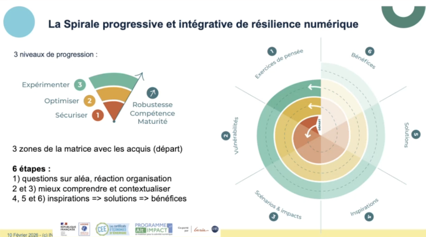 La Spirale progressive et intégrative de résilience numérique
3 niveaux de progression :
Expérimenter 3
Optimiser 2
Sécuriser 1
Robustesse
Compétence
Maturité
3 zones de la matrice avec les acquis (départ)
6 étapes :
1) questions sur aléa, réaction organisation
2 et 3) mieux comprendre et contextualiser
4, 5 et 6) inspirations => solutions => bénéfices
1
Exercices de pensée
6
Bénéfices
2
Vulnérabilités
5
Solutions
3
Scénarios & impacts
4
Inspirations
10 Février 2026
PROGRAMME
IMPACT